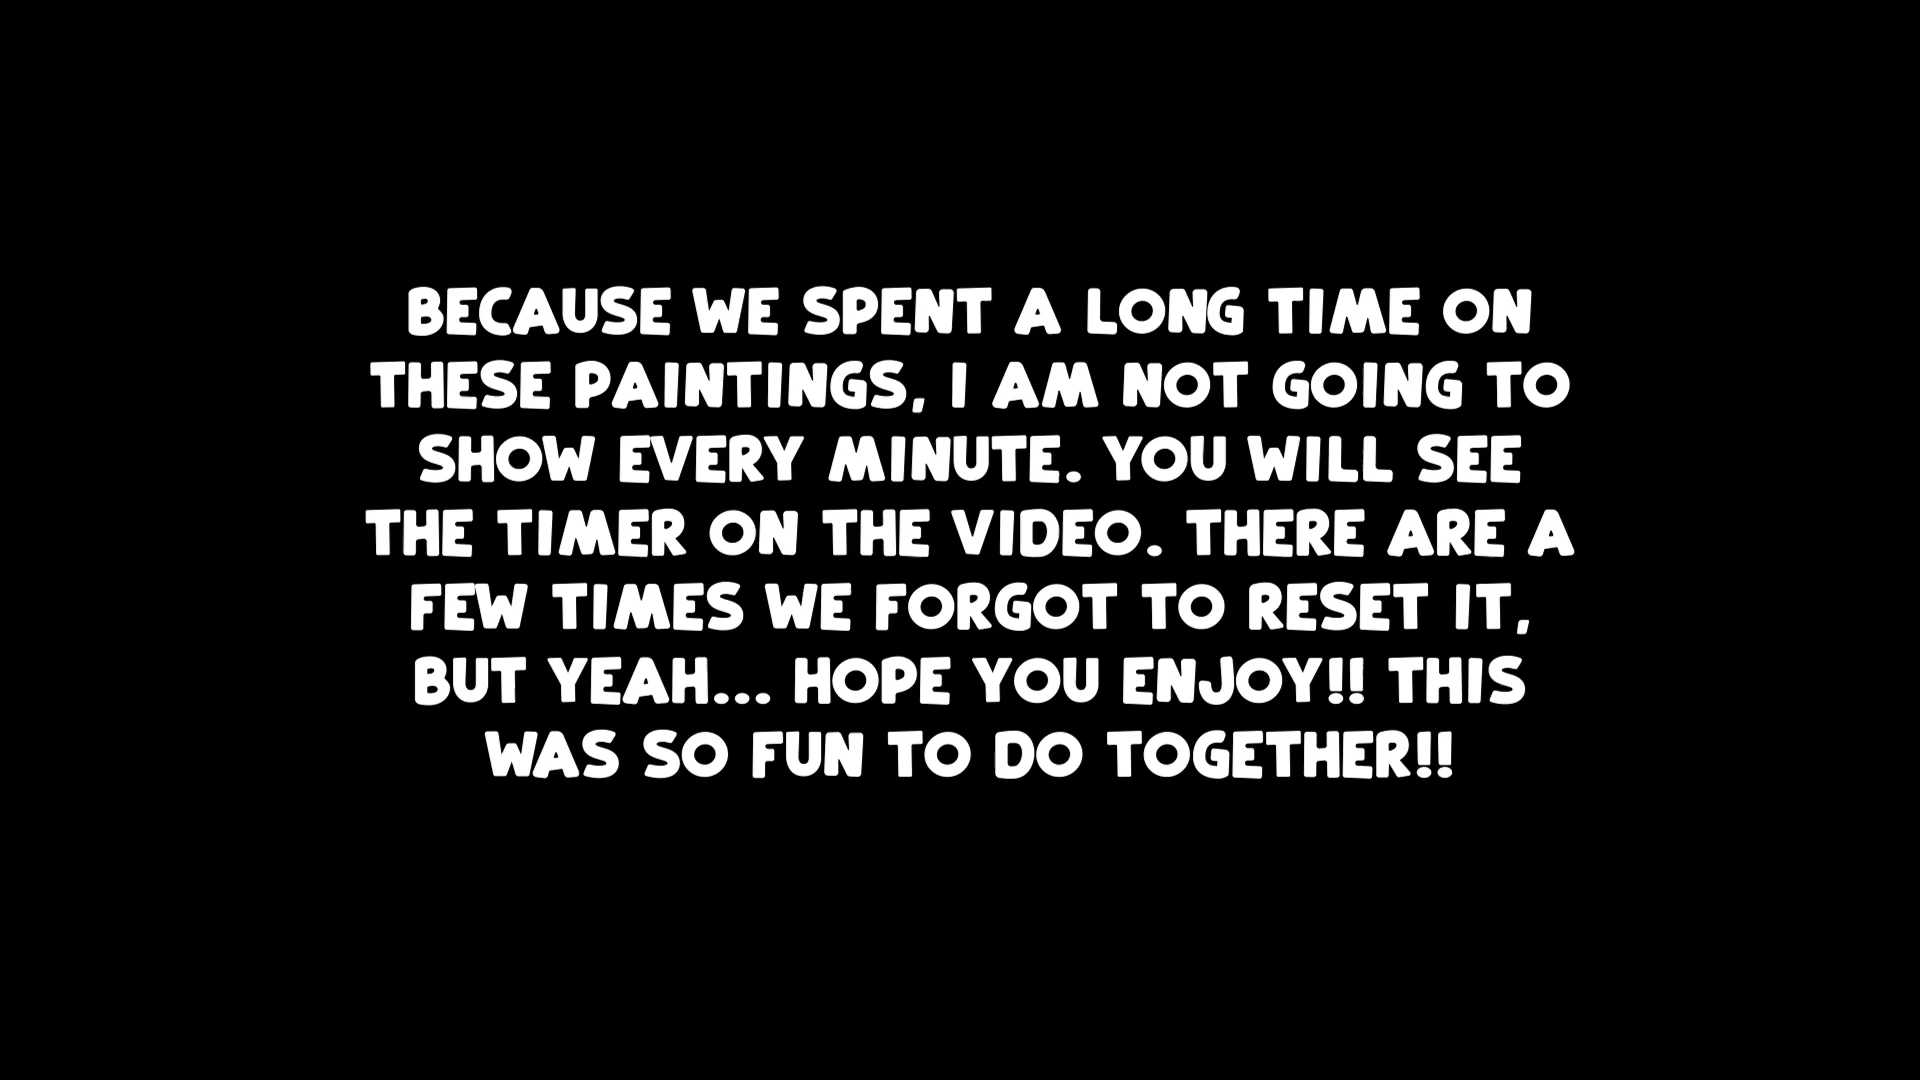 BECAUSE WE SPENT A LONG TIME ON
THESE PAINTINGS, I AM NOT GOING TO
SHOW EVERY MINUTE. YOU WILL SEE
THE TIMER ON THE VIDEO. THERE ARE A
FEW TIMES WE FORGOT TO RESET IT,
BUT YEAH... HOPE YOU ENJOY!! THIS
WAS SO FUN TO DO TOGETHER!!